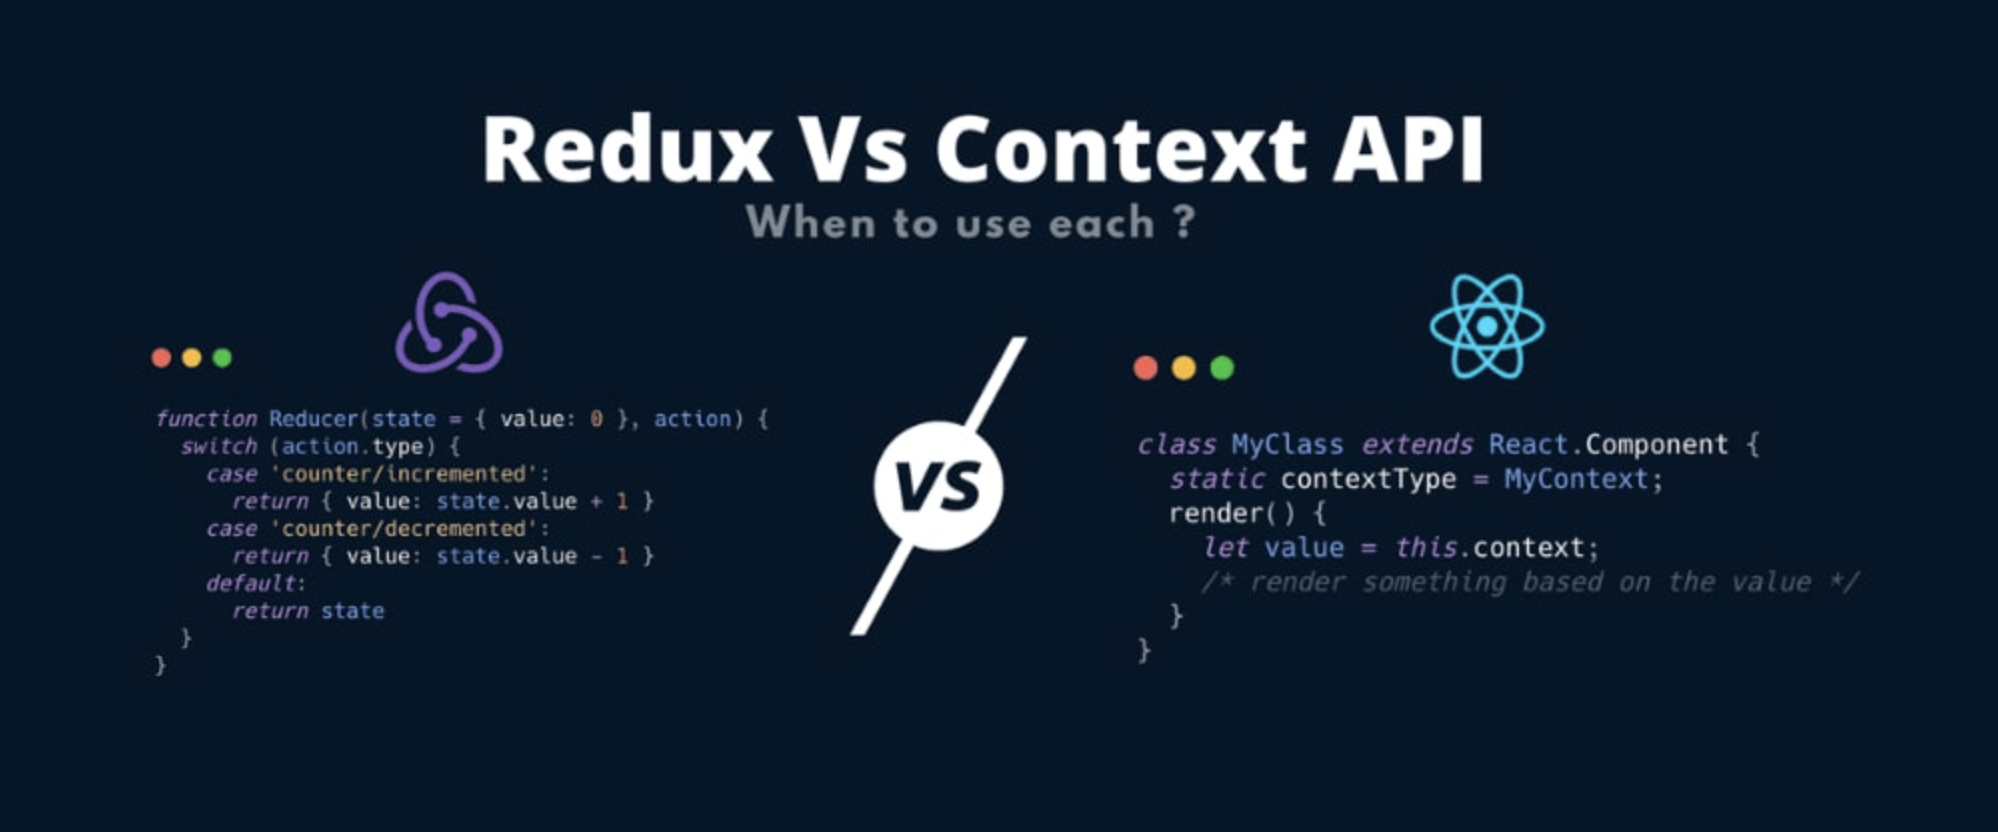 Redux Vs Context API
When to use each ?
function Reducer(state = { value: 0 }, action) {
  switch (action.type) {
    case 'counter/incremented':
      return { value: state.value + 1 }
    case 'counter/decremented':
      return { value: state.value - 1 }
    default:
      return state
  }
}
VS
class MyClass extends React.Component {
  static contextType = MyContext;
  render() {
    let value = this.context;
    /* render something based on the value */
  }
}